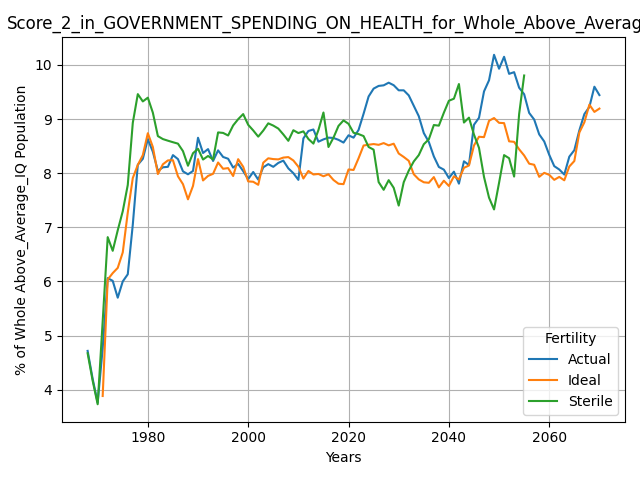 Score_2_in_GOVERNMENT_SPENDING_ON_HEALTH_for_Whole_Above_Averag
% of Whole Above_Average_IQ Population
10
9
8
7
6
5
4
1980
2000
2020
2040
2060
Years
Fertility
Actual
Ideal
Sterile